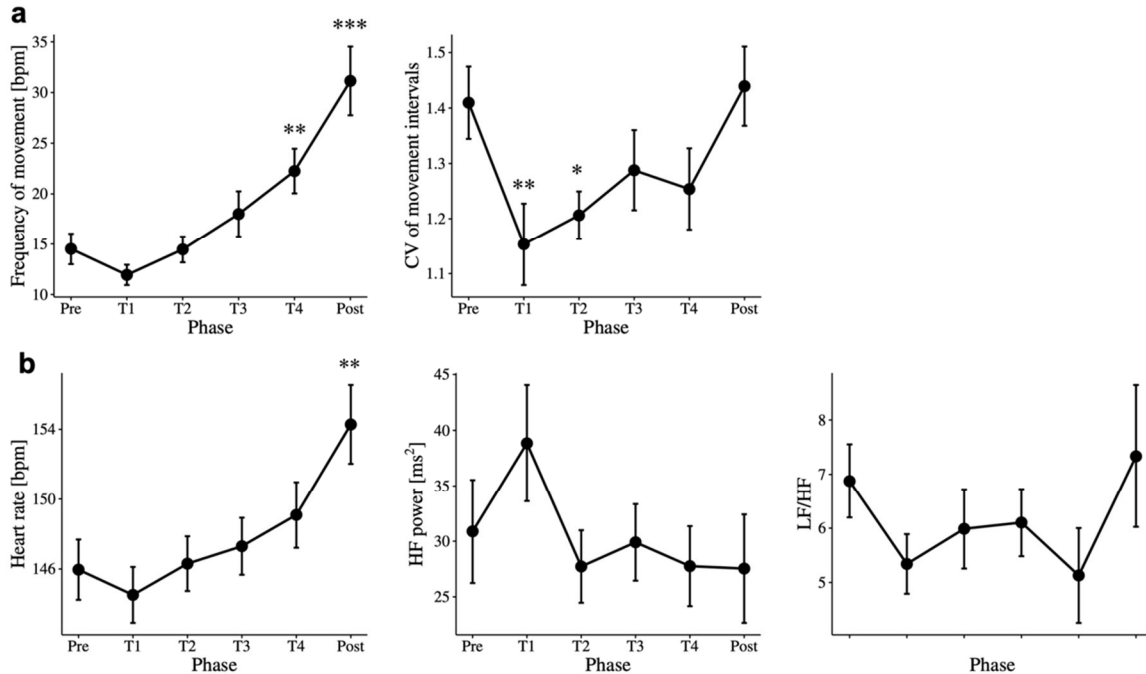 a
Frequency of movement [bpm]
35
30
25
20
15
10
**
***
Pre T1 T2 T3 T4 Post
Phase
CV of movement intervals
1.5
1.4
1.3
1.2
1.1
**
*
Pre T1 T2 T3 T4 Post
Phase
b
Heart rate [bpm]
154
150
146
**
Pre T1 T2 T3 T4 Post
Phase
HF power [ms²]
45
40
35
30
25
Pre T1 T2 T3 T4 Post
Phase
LF/HF
8
7
6
5
Phase